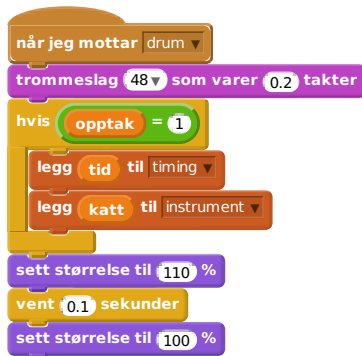 når jeg mottar drum
trommeslag 48 som varer 0.2 takter
hvis opptak = 1
legg tid til timing
legg katt til instrument
sett størrelse til 110 %
vent 0.1 sekunder
sett størrelse til 100 %